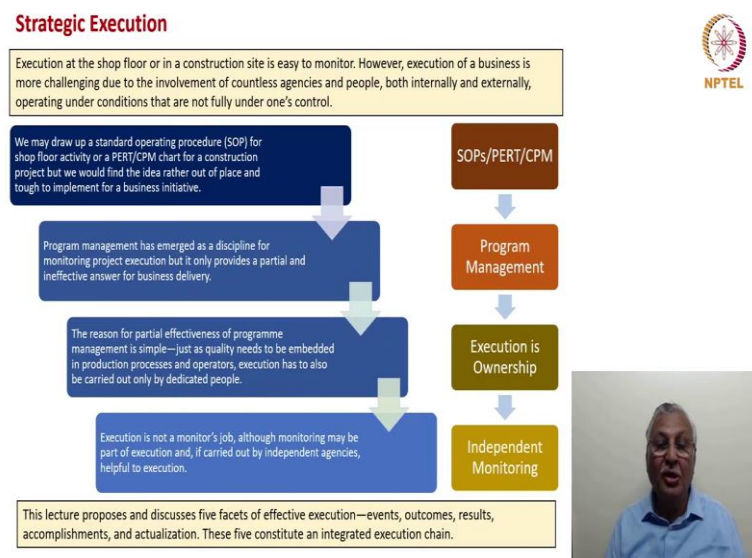 Strategic Execution
NPTEL
Execution at the shop floor or in a construction site is easy to monitor. However, execution of a business is
more challenging due to the involvement of countless agencies and people, both internally and externally,
operating under conditions that are not fully under one's control.
We may draw up a standard operating procedure (SOP) for
shop floor activity or a PERT/CPM chart for a construction
project but we would find the idea rather out of place and
tough to implement for a business initiative.
SOPs/PERT/CPM
Program management has emerged as a discipline for
monitoring project execution but it only provides a partial and
ineffective answer for business delivery.
Program
Management
The reason for partial effectiveness of programme
management is simple—just as quality needs to be embedded
in production processes and operators, execution has to also
be carried out only by dedicated people.
Execution is
Ownership
Execution is not a monitor's job, although monitoring may be
part of execution and, if carried out by independent agencies,
helpful to execution.
Independent
Monitoring
This lecture proposes and discusses five facets of effective execution—events, outcomes, results,
accomplishments, and actualization. These five constitute an integrated execution chain.